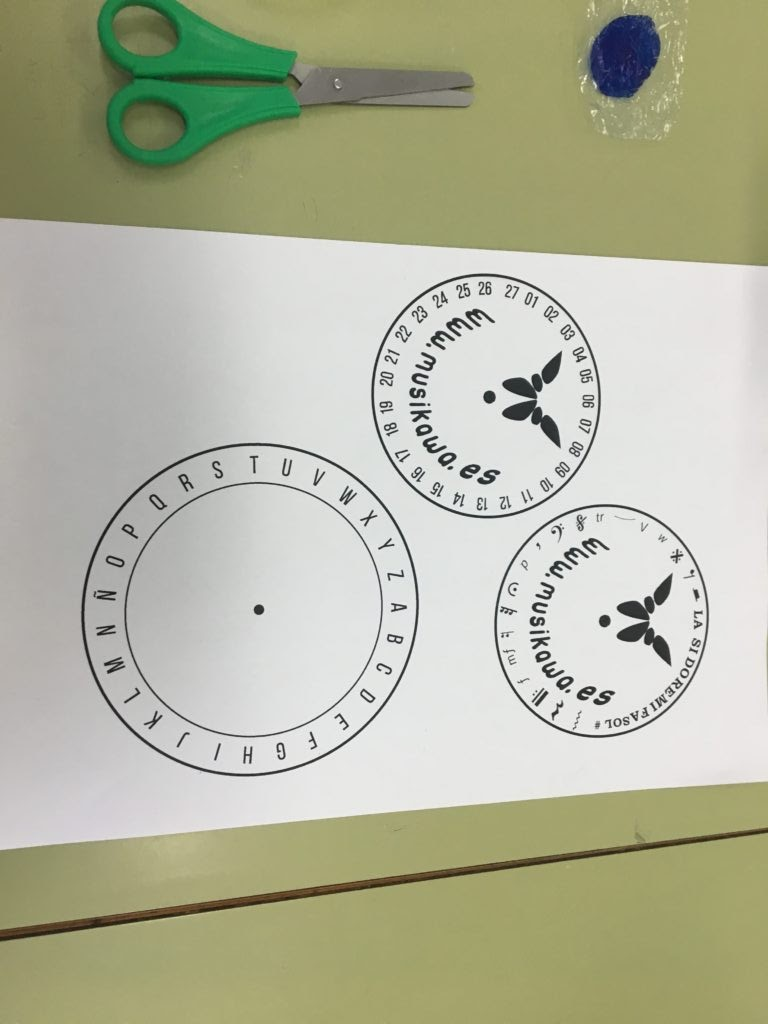 01 02 03 04 05 06 07 08 09 10 11 12 13 14 15 16 17 18 19 20 21 22 23 24 25 26 27
www.musikawa.es
A B C D E F G H I J K L M N Ñ O P Q R S T U V W X Y Z
LA SI DO RE MI FA SOL #
f mf
p
tr
V w
www.musikawa.es